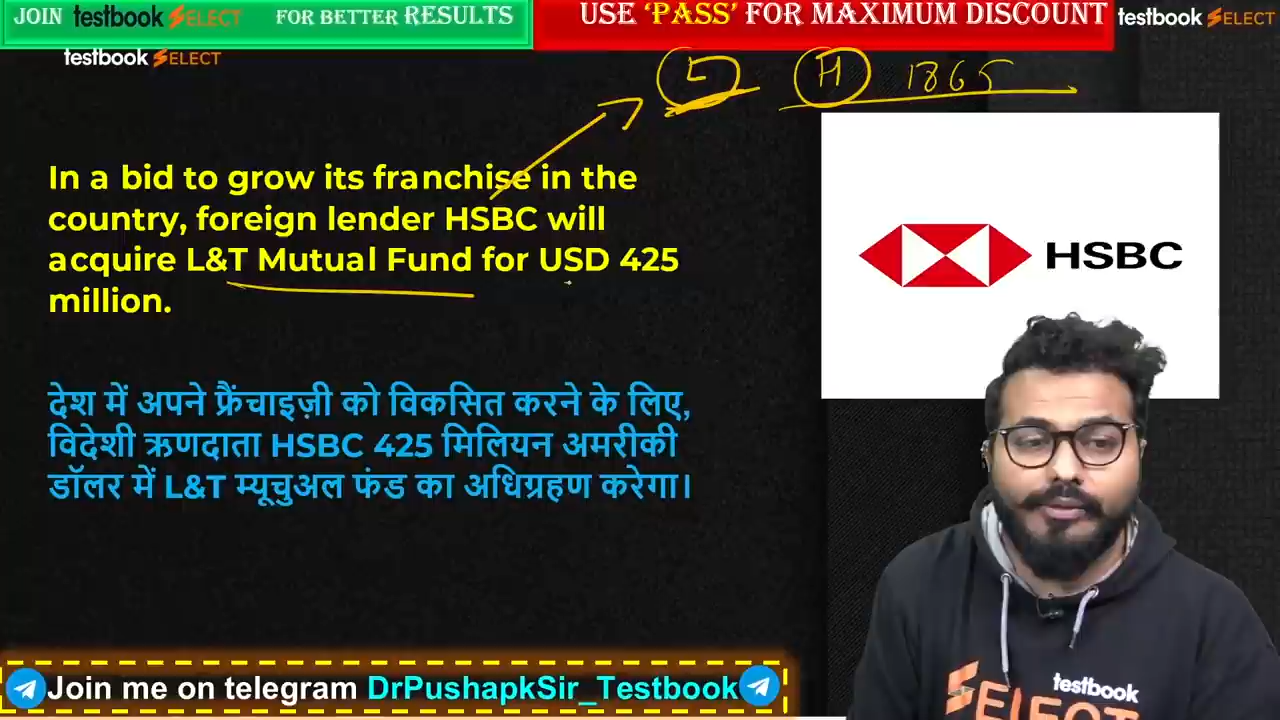 JOIN testbook SELECT FOR BETTER RESULTS
USE ‘PASS’ FOR MAXIMUM DISCOUNT testbook SELECT
testbook SELECT
H 1865
In a bid to grow its franchise in the
country, foreign lender HSBC will
acquire L&T Mutual Fund for USD 425
million.
HSBC
देश में अपने फ्रैंचाइज़ी को विकसित करने के लिए,
विदेशी ऋणदाता HSBC 425 मिलियन अमरीकी
डॉलर में L&T म्यूचुअल फंड का अधिग्रहण करेगा।
testbook
SELECT
Join me on telegram DrPushapkSir_Testbook